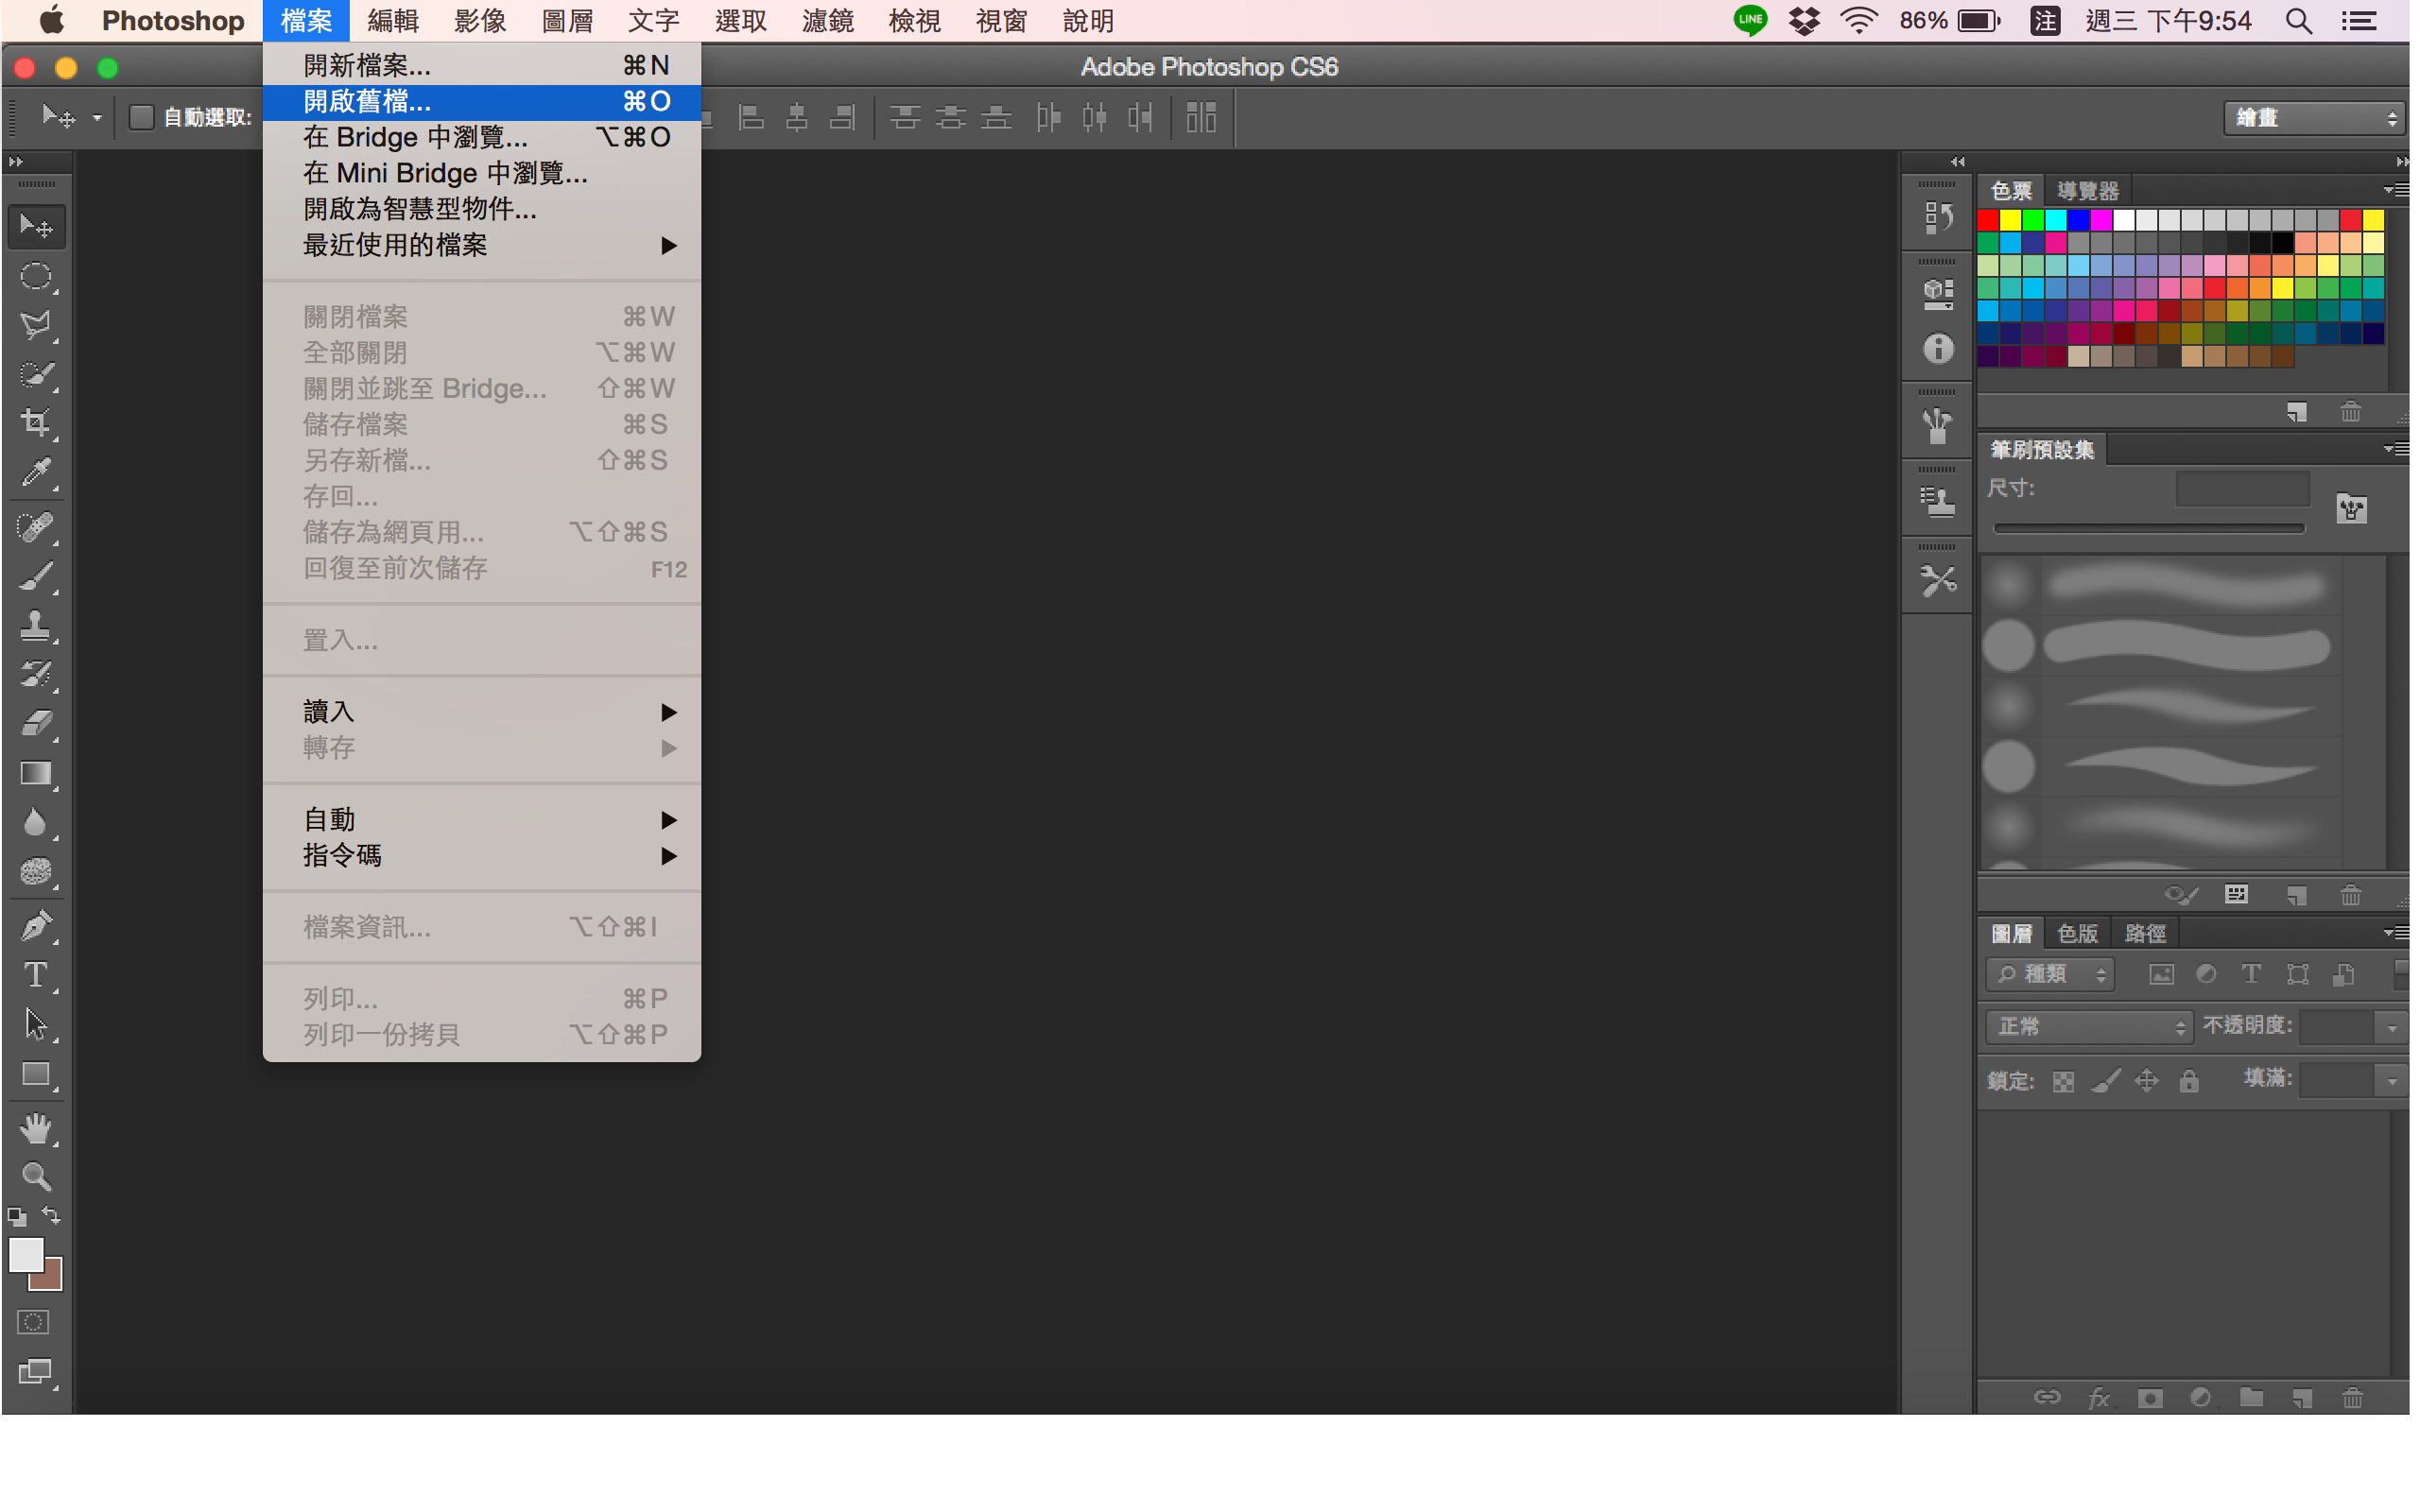 Photoshop 檔案 編輯 影像 圖層 文字 選取 濾鏡 檢視 視窗 說明 LINE 86% 注 週三 下午9:54
Adobe Photoshop CS6
自動選取:
繪畫
開新檔案... ⌘N
開啟舊檔... ⌘O
在 Bridge 中瀏覽... ⌥⌘O
在 Mini Bridge 中瀏覽...
開啟為智慧型物件...
最近使用的檔案 ▶
關閉檔案 ⌘W
全部關閉 ⌥⌘W
關閉並跳至 Bridge... ⇧⌘W
儲存檔案 ⌘S
另存新檔... ⇧⌘S
存回...
儲存為網頁用... ⌥⇧⌘S
回復至前次儲存 F12
置入...
讀入 ▶
轉存 ▶
自動 ▶
指令碼 ▶
檔案資訊... ⌥⇧⌘I
列印... ⌘P
列印一份拷貝 ⌥⇧⌘P
色票 導覽器
筆刷預設集
尺寸:
圖層 色版 路徑
種類
正常 不透明度:
鎖定: 填滿:
fx